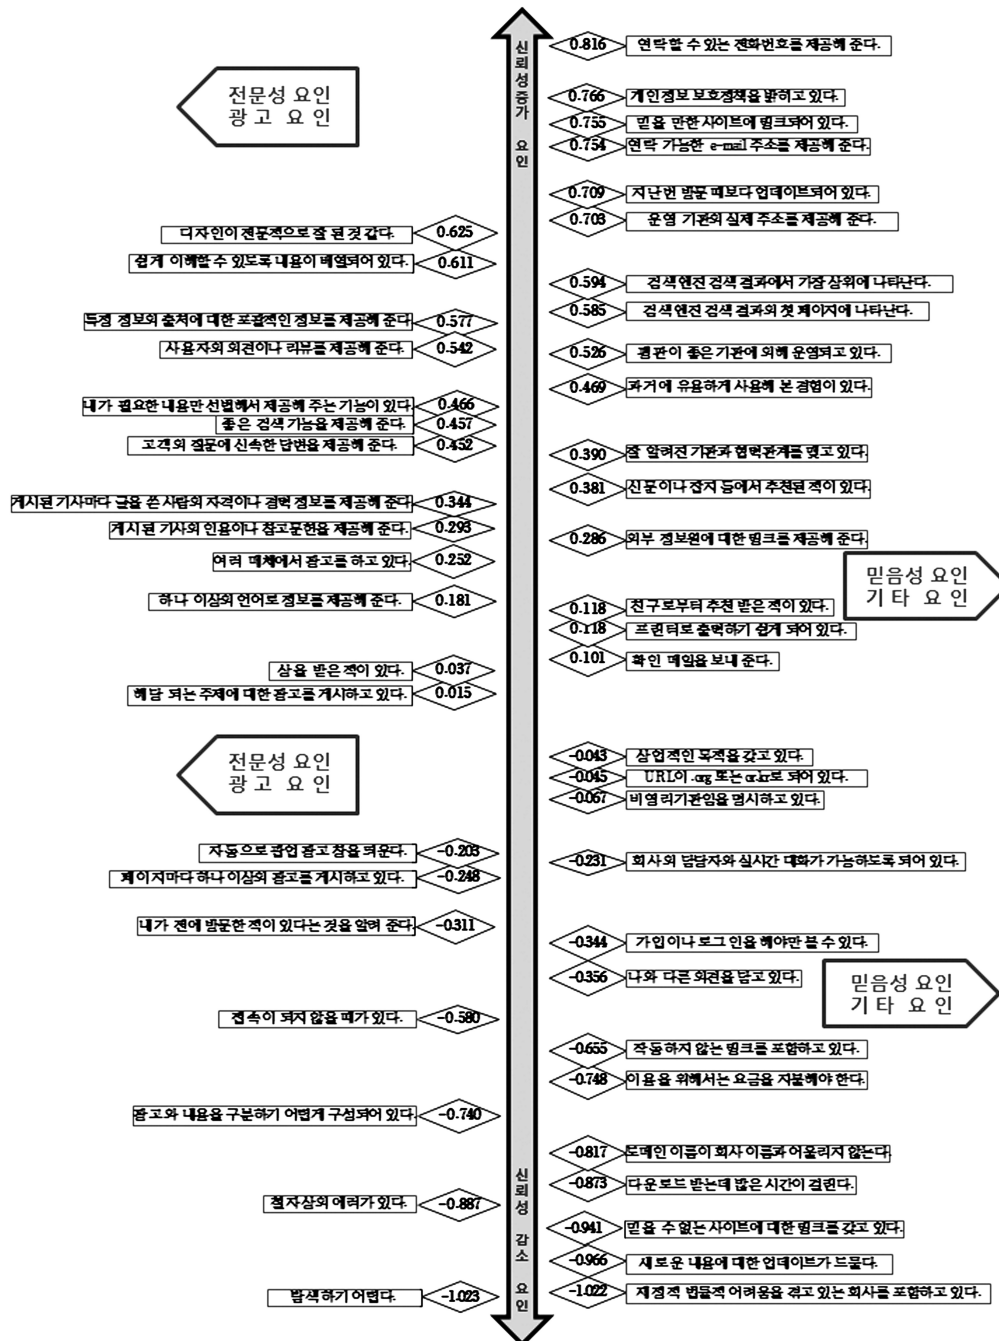 신뢰성증가 요인
전문성 요인
광고 요인
디자인이 전문적으로 잘 된 것 같다. 0.625
쉽게 이해할 수 있도록 내용이 배열되어 있다. 0.611
특정 정보의 출처에 대한 포괄적인 정보를 제공해 준다. 0.577
사용자의 의견이나 리뷰를 제공해 준다. 0.542
내가 필요한 내용만 선별해서 제공해 주는 기능이 있다. 0.466
좋은 검색 기능을 제공해 준다. 0.457
고객의 질문에 신속한 답변을 제공해 준다. 0.452
게시된 기사마다 글을 쓴 사람의 자격이나 경력 정보를 제공해 준다. 0.344
게시된 기사의 인용이나 참고문헌을 제공해 준다. 0.293
여러 매체에서 광고를 하고 있다. 0.252
하나 이상의 언어로 정보를 제공해 준다. 0.181
상을 받은 적이 있다. 0.037
해당 되는 주제에 대한 광고를 게시하고 있다. 0.015
0.816 연락할 수 있는 전화번호를 제공해 준다.
0.766 개인정보 보호정책을 밝히고 있다.
0.755 믿을 만한 사이트에 링크되어 있다.
0.754 연락 가능한 e-mail 주소를 제공해 준다.
0.709 지난번 방문 때보다 업데이트되어 있다.
0.703 운영 기관의 실제 주소를 제공해 준다.
0.594 검색엔진 검색 결과에서 가장 상위에 나타난다.
0.585 검색엔진 검색 결과의 첫 페이지에 나타난다.
0.526 평판이 좋은 기관에 의해 운영되고 있다.
0.469 과거에 유용하게 사용해 본 경험이 있다.
0.390 잘 알려진 기관과 협력관계를 맺고 있다.
0.381 신문이나 잡지 등에서 추천된 적이 있다.
0.286 외부 정보원에 대한 링크를 제공해 준다.
믿음성 요인
기타 요인
0.118 친구로부터 추천 받은 적이 있다.
0.118 프린터로 출력하기 쉽게 되어 있다.
0.101 확인 메일을 보내 준다.
전문성 요인
광고 요인
자동으로 팝업 광고 창을 띄운다. -0.203
페이지마다 하나 이상의 광고를 게시하고 있다. -0.248
내가 전에 방문한 적이 있다는 것을 알려 준다. -0.311
접속이 되지 않을 때가 있다. -0.580
광고와 내용을 구분하기 어렵게 구성되어 있다. -0.740
철자상의 에러가 있다. -0.887
탐색하기 어렵다. -1.023
-0.043 상업적인 목적을 갖고 있다.
-0.045 URL이 .org 또는 or.kr로 되어 있다.
-0.067 비영리기관임을 명시하고 있다.
-0.231 회사의 담당자와 실시간 대화가 가능하도록 되어 있다.
-0.344 가입이나 로그인을 해야만 볼 수 있다.
-0.356 나와 다른 의견을 담고 있다.
믿음성 요인
기타 요인
-0.655 작동하지 않는 링크를 포함하고 있다.
-0.748 이용을 위해서는 요금을 지불해야 한다.
-0.817 도메인 이름이 회사 이름과 어울리지 않는다.
-0.873 다운로드 받는데 많은 시간이 걸린다.
-0.941 믿을 수 없는 사이트에 대한 링크를 갖고 있다.
-0.966 새로운 내용에 대한 업데이트가 드물다.
-1.022 재정적 법률적 어려움을 겪고 있는 회사를 포함하고 있다.
신뢰성 감소 요인